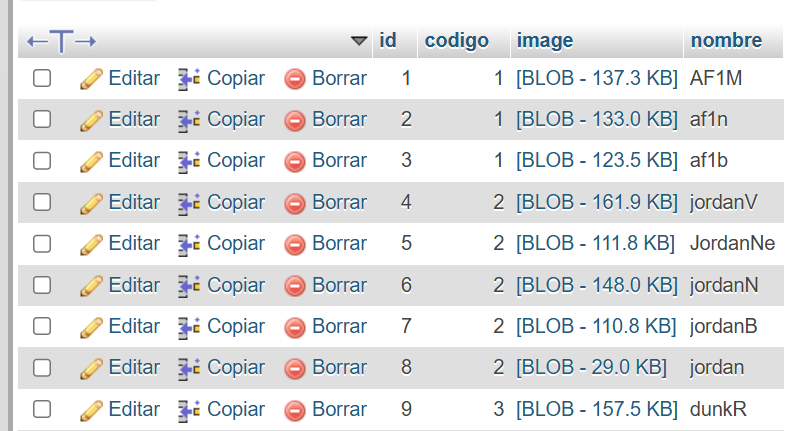 ←T→ id codigo image nombre
Editar Copiar Borrar 1 1 [BLOB - 137.3 KB] AF1M
Editar Copiar Borrar 2 1 [BLOB - 133.0 KB] af1n
Editar Copiar Borrar 3 1 [BLOB - 123.5 KB] af1b
Editar Copiar Borrar 4 2 [BLOB - 161.9 KB] jordanV
Editar Copiar Borrar 5 2 [BLOB - 111.8 KB] JordanNe
Editar Copiar Borrar 6 2 [BLOB - 148.0 KB] jordanN
Editar Copiar Borrar 7 2 [BLOB - 110.8 KB] jordanB
Editar Copiar Borrar 8 2 [BLOB - 29.0 KB] jordan
Editar Copiar Borrar 9 3 [BLOB - 157.5 KB] dunkR